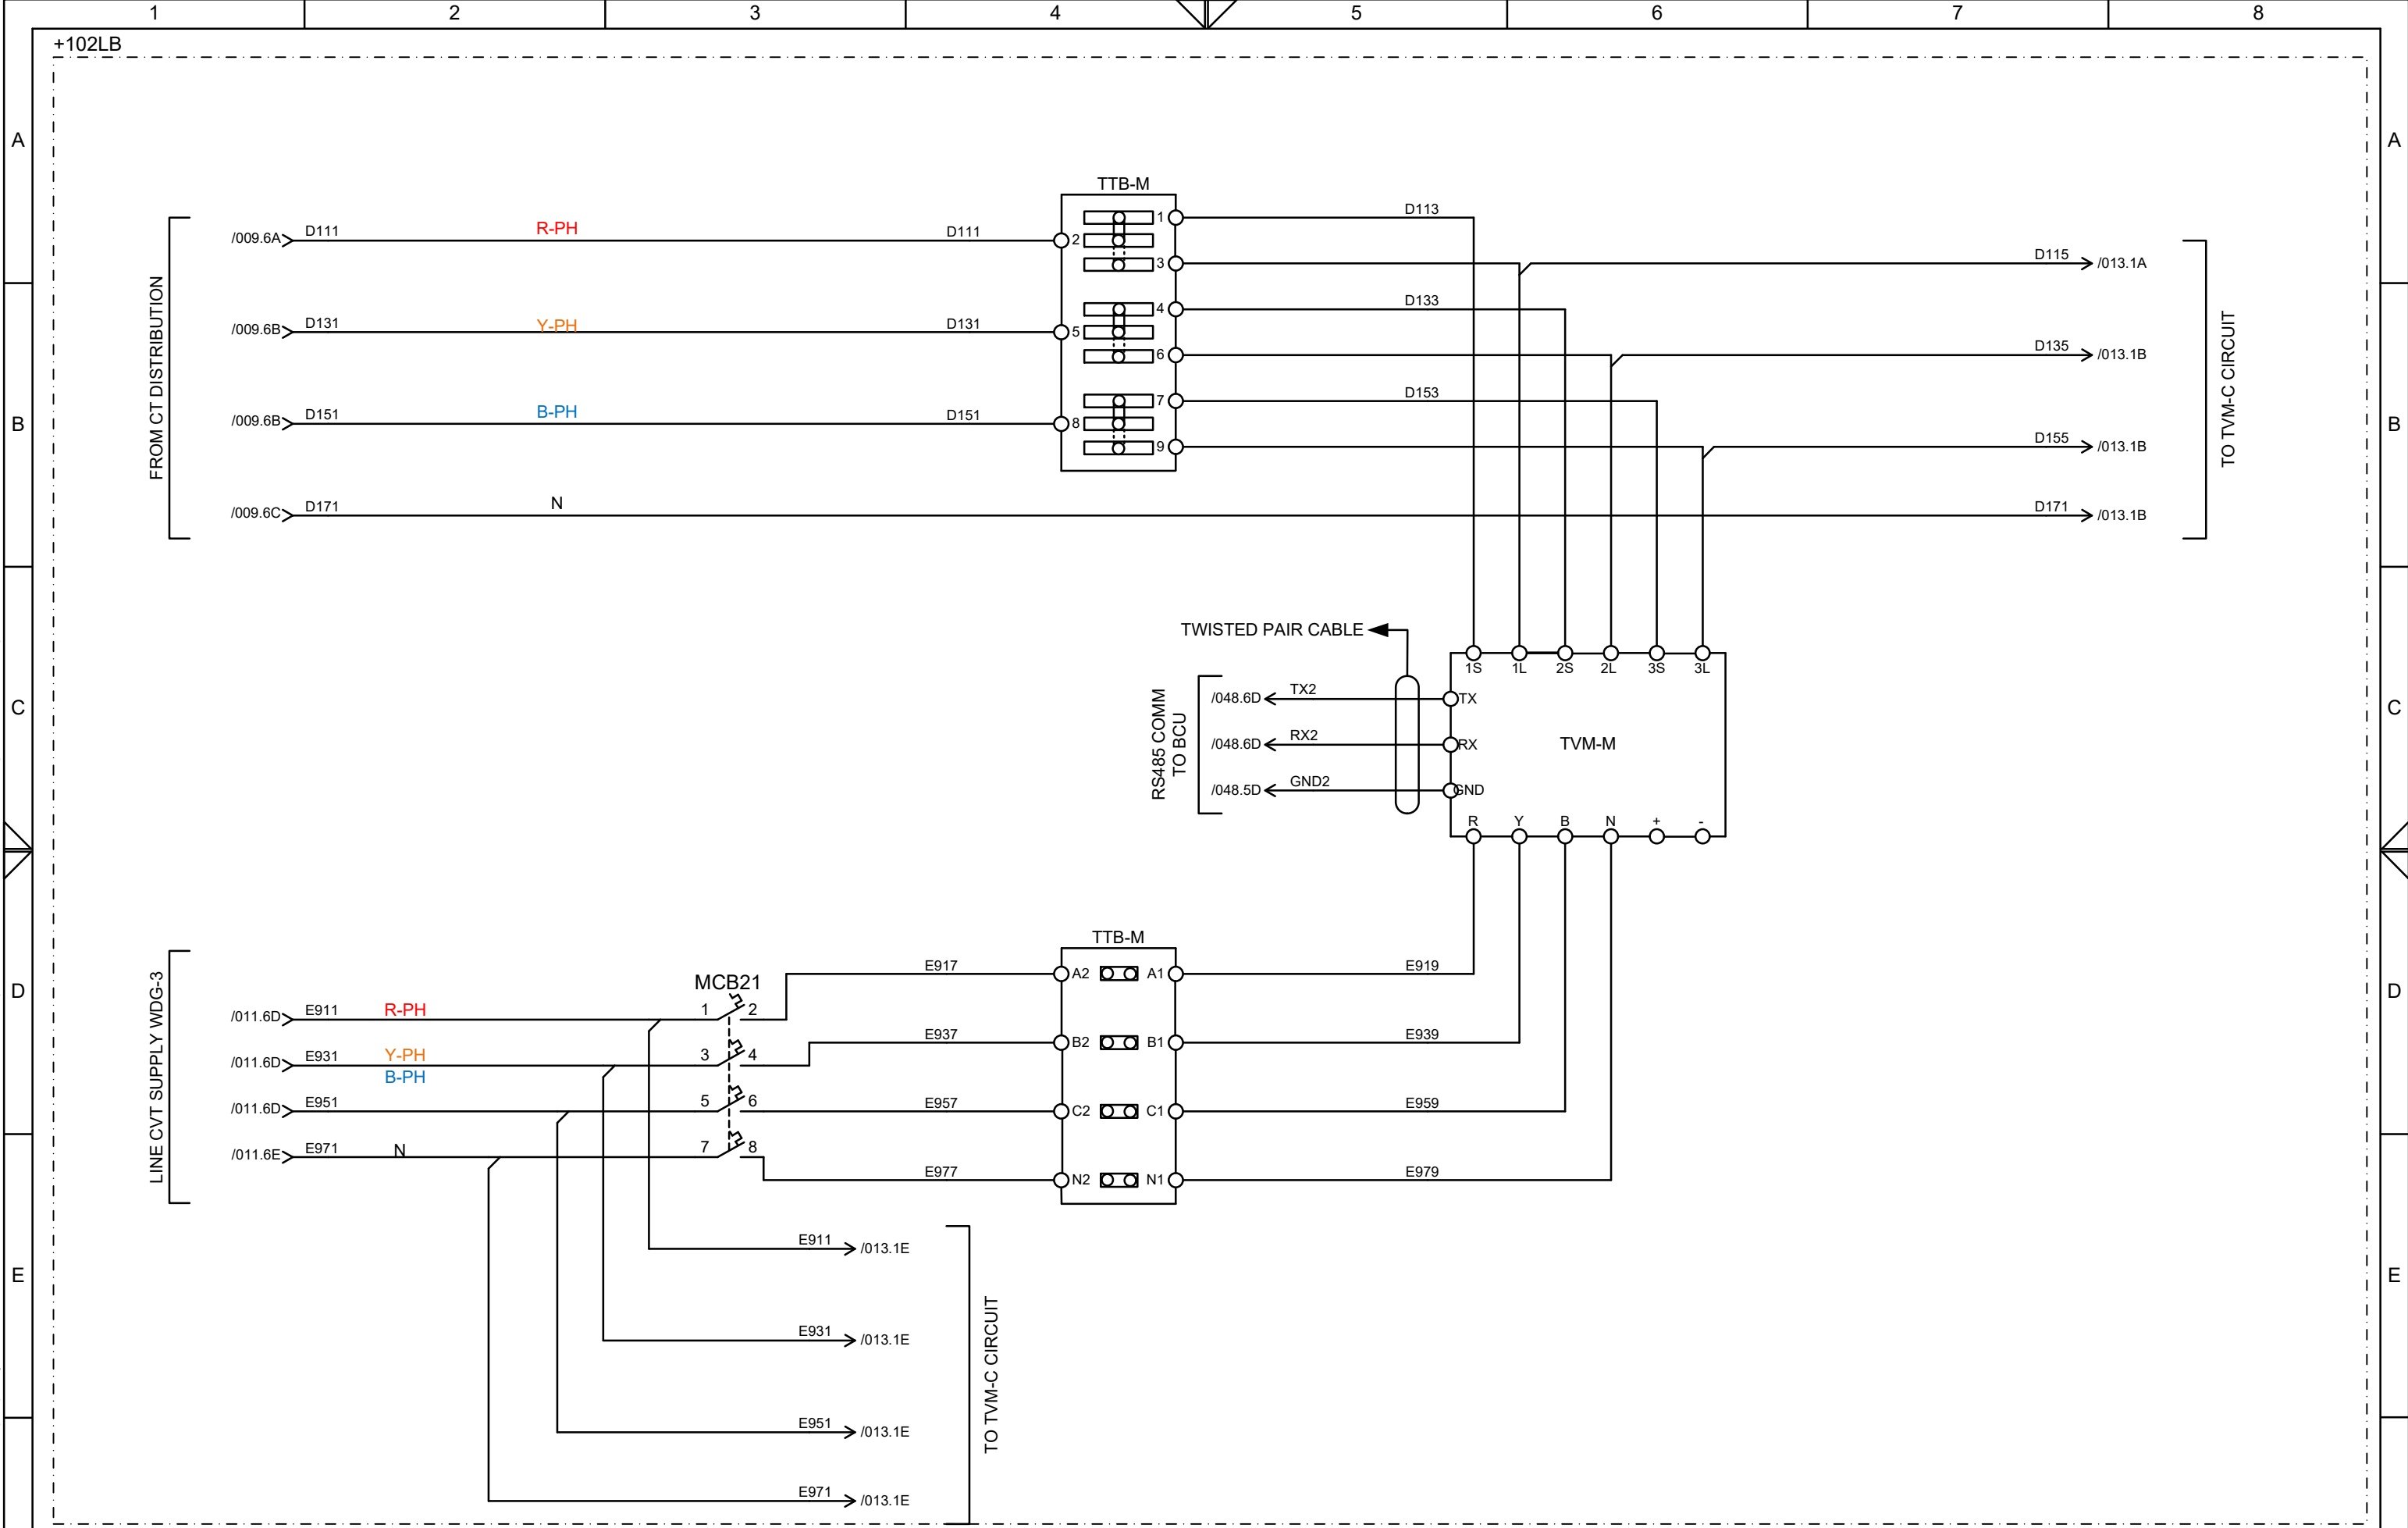 1 2 3 4 5 6 7 8
+102LB
A A
TTB-M
/009.6A D111 R-PH D111 2 1 D113
3 D115 /013.1A
FROM CT DISTRIBUTION
/009.6B D131 Y-PH D131 5 4 D133
6 D135 /013.1B
TO TVM-C CIRCUIT
B B
/009.6B D151 B-PH D151 8 7 D153
9 D155 /013.1B
/009.6C D171 N D171 /013.1B
TWISTED PAIR CABLE
1S 1L 2S 2L 3S 3L
C C
RS485 COMM
TO BCU
/048.6D TX2 TX
/048.6D RX2 RX TVM-M
/048.5D GND2 GND
R Y B N + -
TTB-M
D D
LINE CVT SUPPLY WDG-3
MCB21
E917 A2 A1 E919
/011.6D E911 R-PH 1 2
E937 B2 B1 E939
/011.6D E931 Y-PH 3 4
B-PH
/011.6D E951 5 6 E957 C2 C1 E959
/011.6E E971 N 7 8
E977 N2 N1 E979
E E
E911 /013.1E
E931 /013.1E
TO TVM-C CIRCUIT
E951 /013.1E
E971 /013.1E